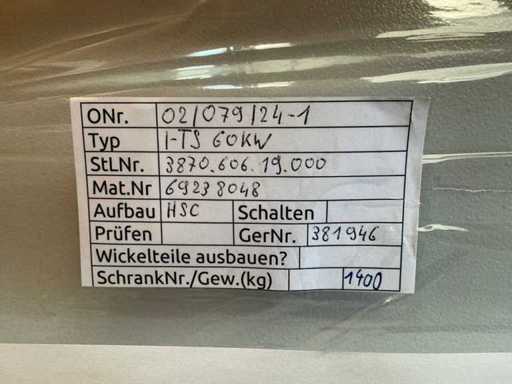 ONr. 02/079/24-1
Typ I-TS 60KW
StLNr. 3870.606.19.000
Mat.Nr 69238048
Aufbau HSC Schalten
Prüfen GerNr. 381946
Wickelteile ausbauen?
SchrankNr./Gew.(kg) 1400